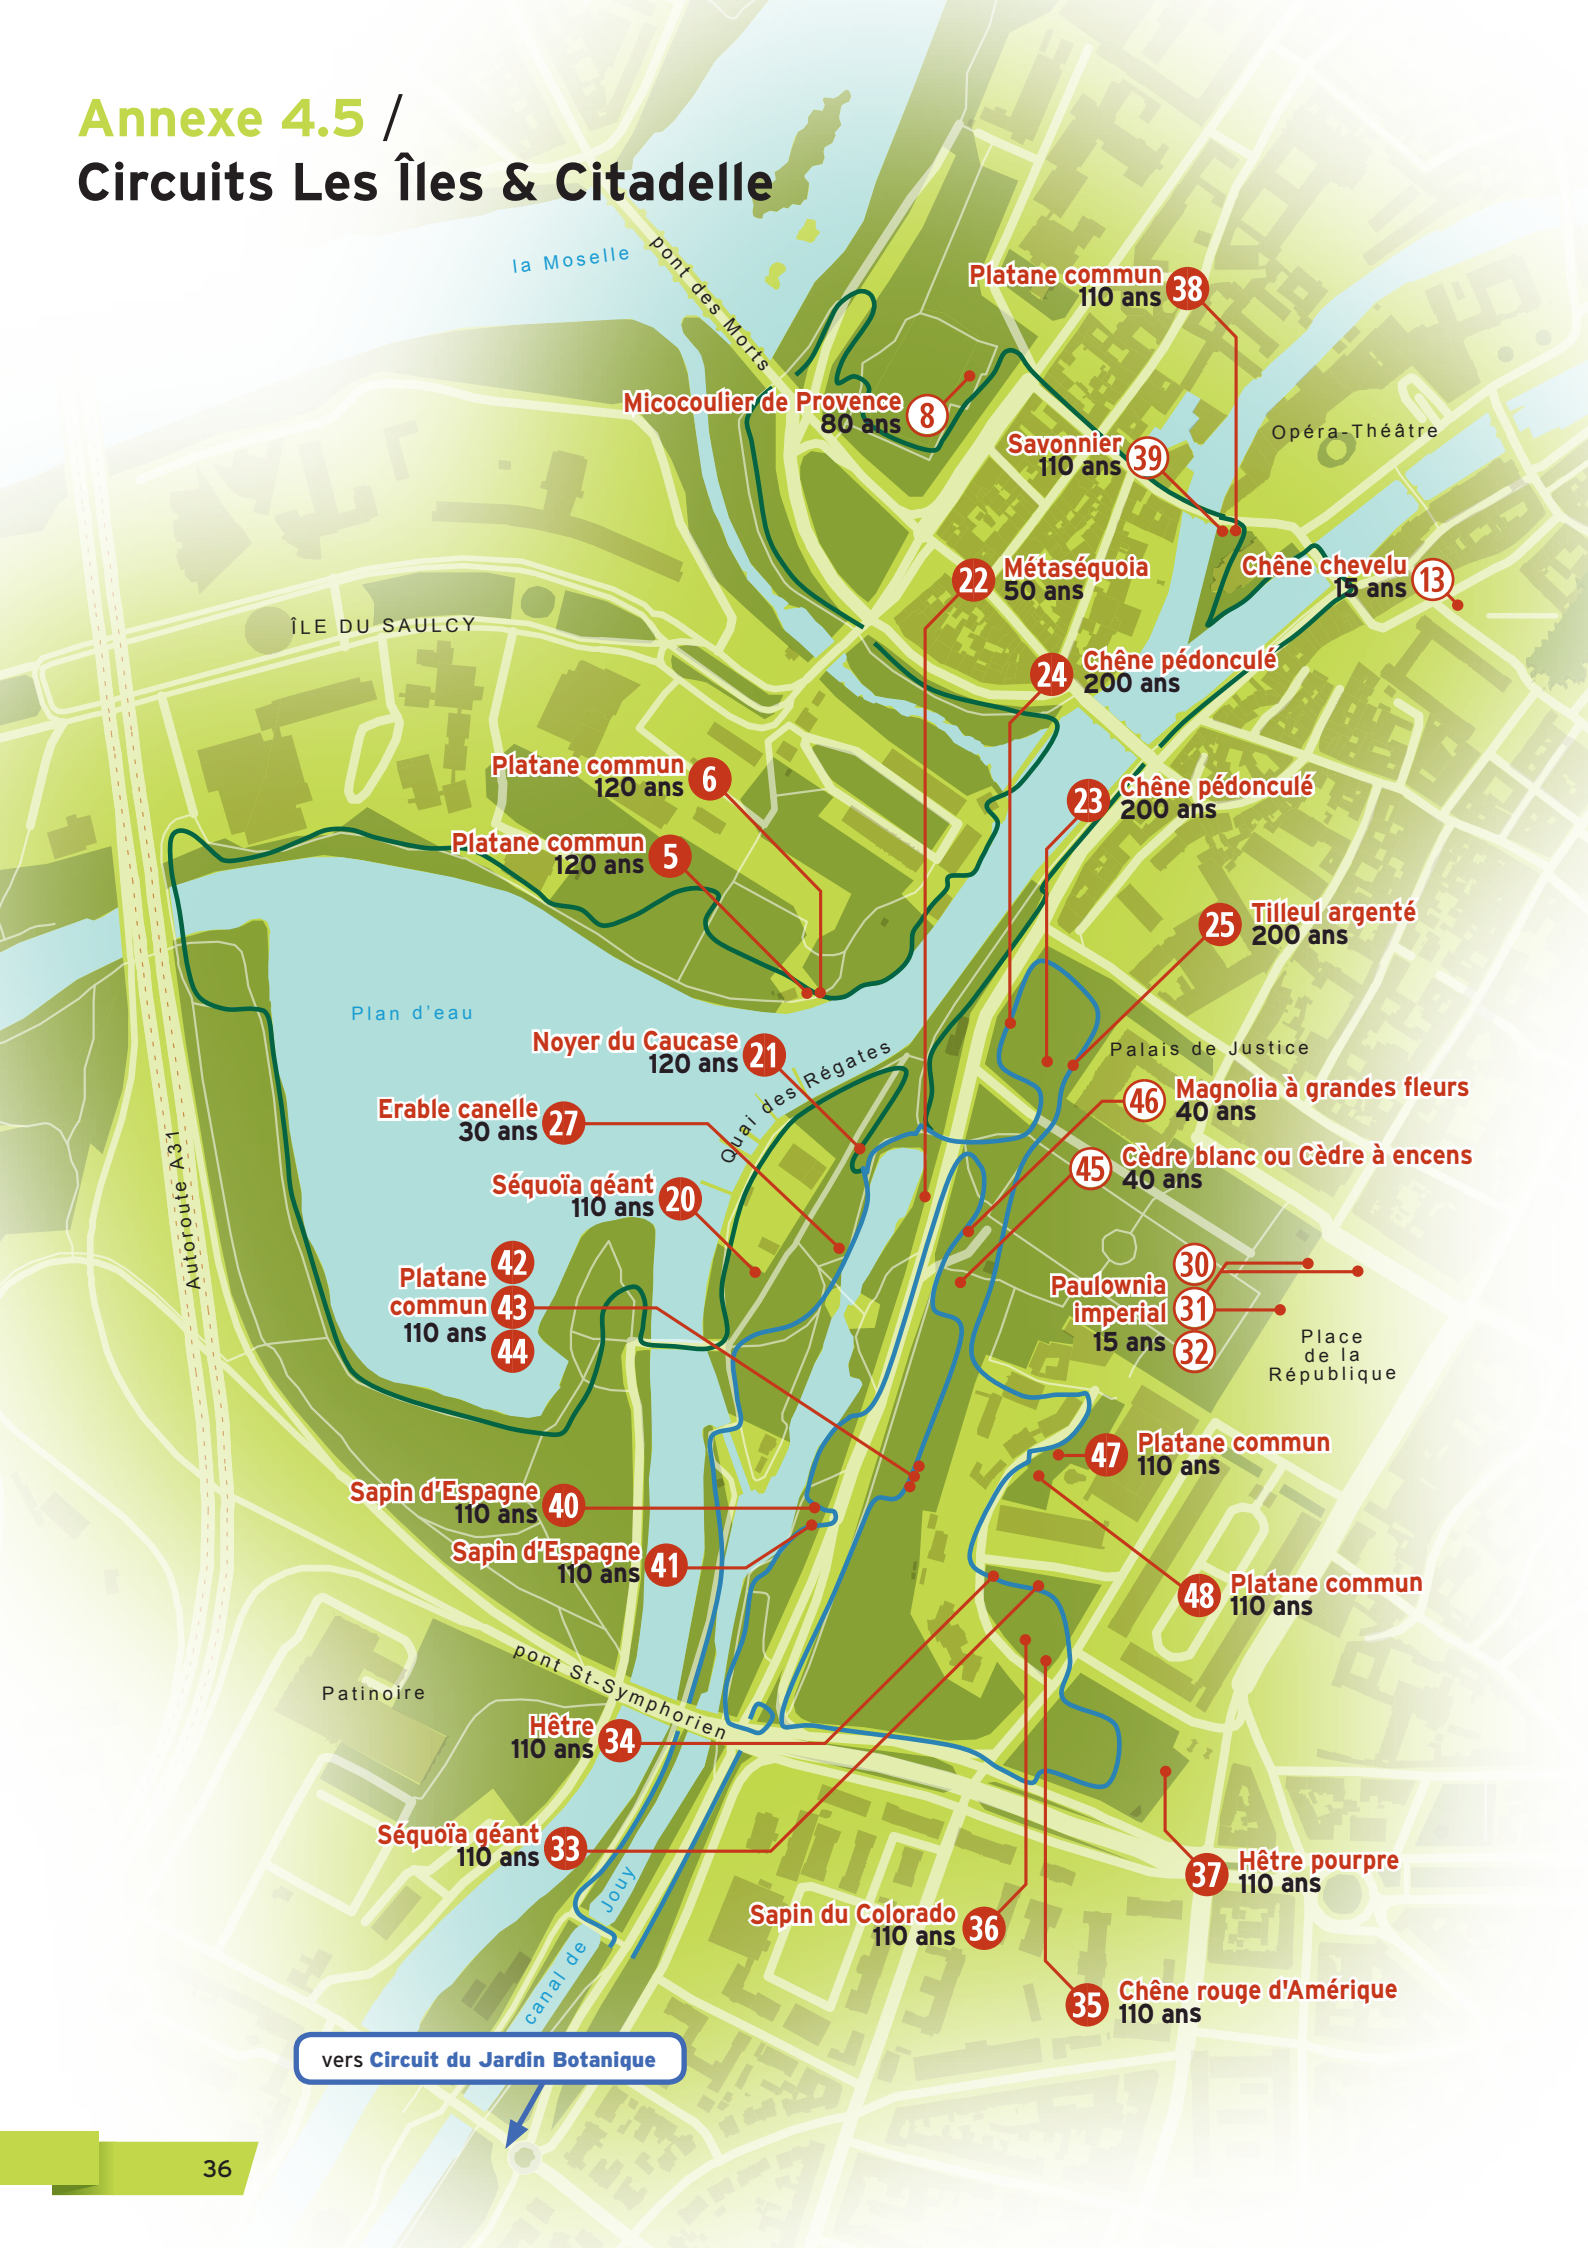 Annexe 4.5 /
Circuits Les Îles & Citadelle
la Moselle
pont des Morts
Platane commun
110 ans
38
Micocoulier de Provence
80 ans
8
Savonnier
110 ans
39
Opéra-Théâtre
22
Métaséquoia
50 ans
Chêne chevelu
15 ans
13
ÎLE DU SAULCY
24
Chêne pédonculé
200 ans
Platane commun
120 ans
6
23
Chêne pédonculé
200 ans
Platane commun
120 ans
5
25
Tilleul argenté
200 ans
Plan d'eau
Noyer du Caucase
120 ans
21
Quai des Régates
Palais de Justice
Erable canelle
30 ans
27
46
Magnolia à grandes fleurs
40 ans
Autoroute A31
45
Cèdre blanc ou Cèdre à encens
40 ans
Séquoïa géant
110 ans
20
Platane
commun
110 ans
42
43
44
Paulownia
imperial
15 ans
30
31
32
Place
de la
République
47
Platane commun
110 ans
Sapin d'Espagne
110 ans
40
Sapin d'Espagne
110 ans
41
48
Platane commun
110 ans
pont St-Symphorien
Patinoire
Hêtre
110 ans
34
Séquoïa géant
110 ans
33
37
Hêtre pourpre
110 ans
canal de Jouy
Sapin du Colorado
110 ans
36
35
Chêne rouge d'Amérique
110 ans
vers Circuit du Jardin Botanique
36